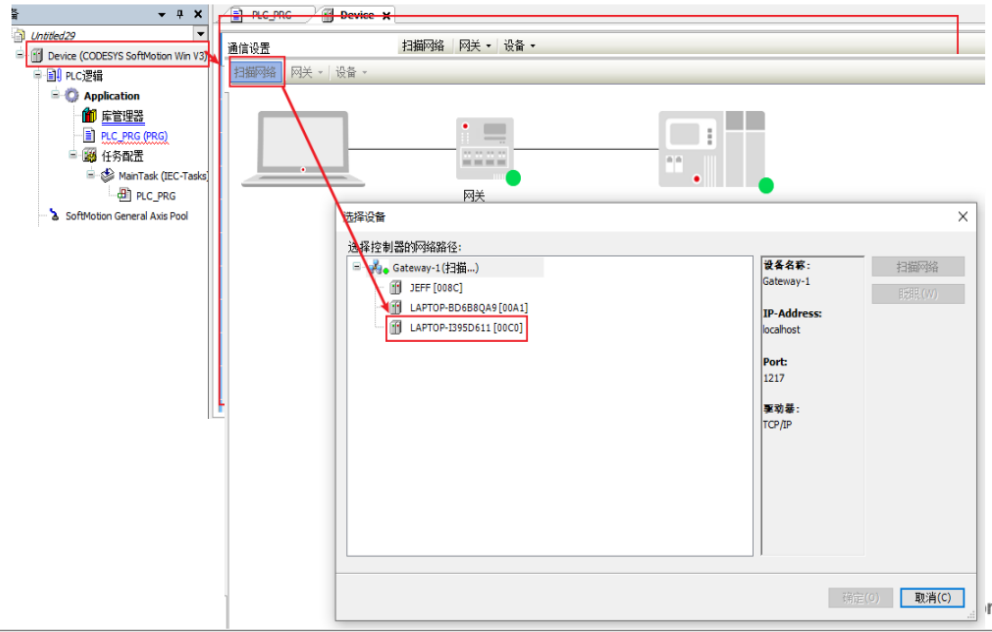 PLC_PRG
Device
Untitled29
Device (CODESYS SoftMotion Win V3)
PLC逻辑
Application
库管理器
PLC_PRG (PRG)
任务配置
MainTask (IEC-Tasks)
PLC_PRG
SoftMotion General Axis Pool
通信设置
扫描网络 网关 设备
扫描网络 网关 设备
网关
选择设备
选择控制器的网络路径:
Gateway-1(扫描...)
JEFF [008C]
LAPTOP-BD6B8QA9 [00A1]
LAPTOP-I395D611 [00C0]
设备名称:
Gateway-1
IP-Address:
localhost
Port:
1217
驱动器:
TCP/IP
扫描网络
确定(O)
取消(C)